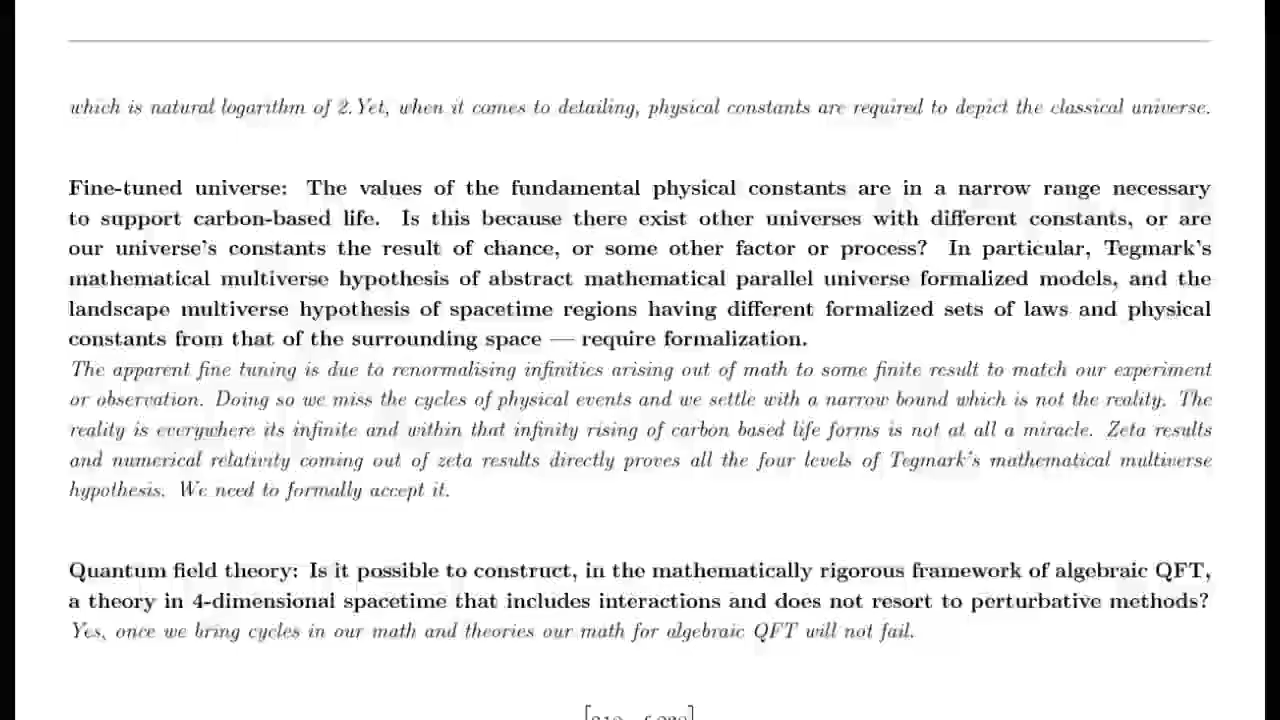 which is natural logarithm of 2. Yet, when it comes to detailing, physical constants are required to depict the classical universe.
Fine-tuned universe: The values of the fundamental physical constants are in a narrow range necessary
to support carbon-based life. Is this because there exist other universes with different constants, or are
our universe's constants the result of chance, or some other factor or process? In particular, Tegmark's
mathematical multiverse hypothesis of abstract mathematical parallel universe formalized models, and the
landscape multiverse hypothesis of spacetime regions having different formalized sets of laws and physical
constants from that of the surrounding space — require formalization.
The apparent fine tuning is due to renormalising infinities arising out of math to some finite result to match our experiment
or observation. Doing so we miss the cycles of physical events and we settle with a narrow bound which is not the reality. The
reality is everywhere its infinite and within that infinity rising of carbon based life forms is not at all a miracle. Zeta results
and numerical relativity coming out of zeta results directly proves all the four levels of Tegmark's mathematical multiverse
hypothesis. We need to formally accept it.
Quantum field theory: Is it possible to construct, in the mathematically rigorous framework of algebraic QFT,
a theory in 4-dimensional spacetime that includes interactions and does not resort to perturbative methods?
Yes, once we bring cycles in our math and theories our math for algebraic QFT will not fail.